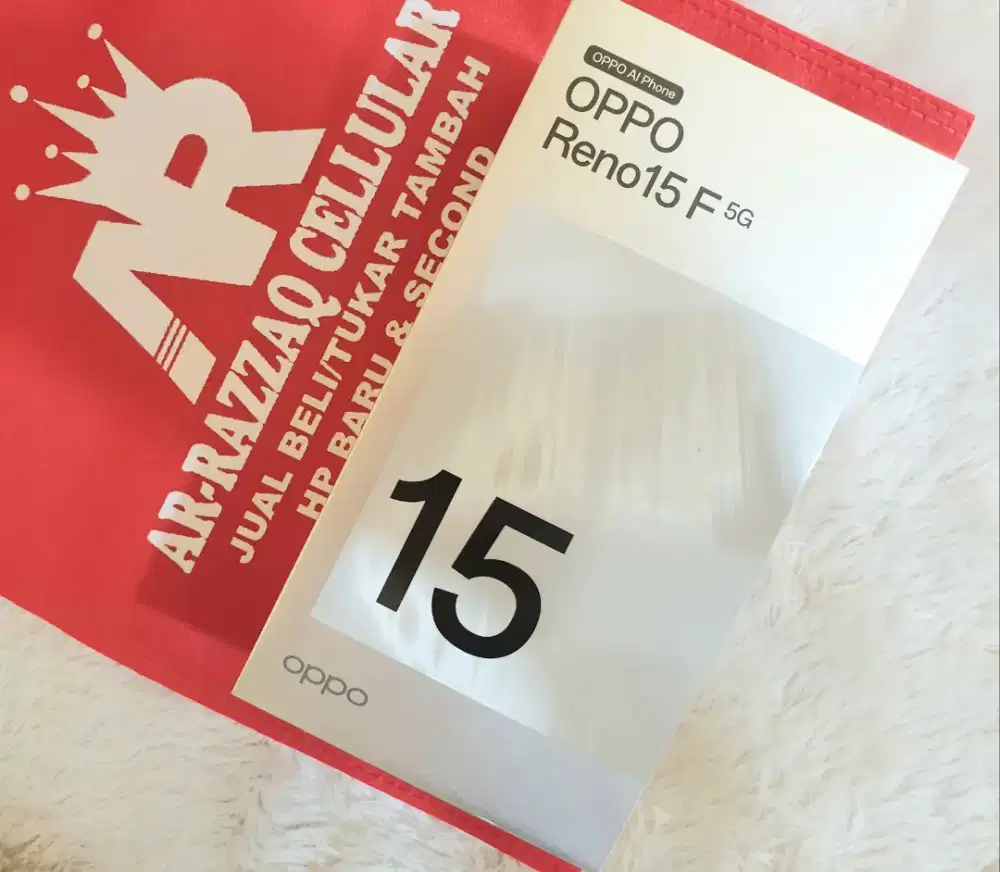 AR
AR-RAZZAQ CELLULAR
JUAL BELI/TUKAR TAMBAH
HP BARU & SECOND
OPPO AI Phone
OPPO
Reno15 F 5G
15
oppo